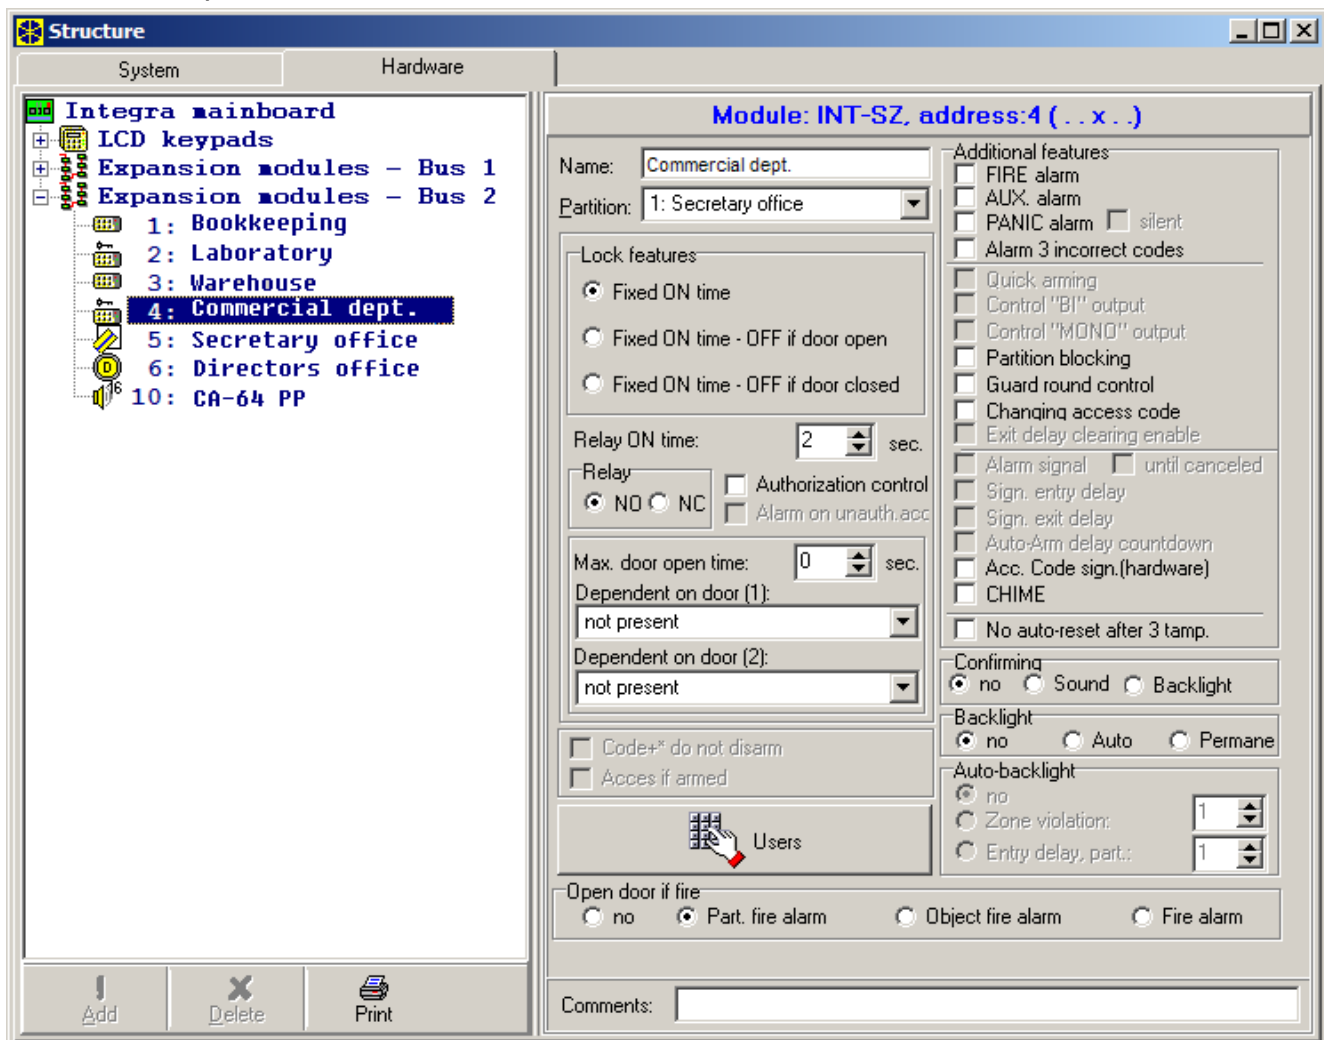 Structure
System
Hardware
Integra mainboard
LCD keypads
Expansion modules - Bus 1
Expansion modules - Bus 2
1: Bookkeeping
2: Laboratory
3: Warehouse
4: Commercial dept.
5: Secretary office
6: Directors office
10: CA-64 PP
Add
Delete
Print
Module: INT-SZ, address:4 ( . . x . .)
Name: Commercial dept.
Partition: 1: Secretary office
Lock features
Fixed ON time
Fixed ON time - OFF if door open
Fixed ON time - OFF if door closed
Relay ON time: 2 sec.
Relay
NO NC
Authorization control
Alarm on unauth.acc
Max. door open time: 0 sec.
Dependent on door (1):
not present
Dependent on door (2):
not present
Code+* do not disarm
Acces if armed
Users
Additional features
FIRE alarm
AUX. alarm
PANIC alarm silent
Alarm 3 incorrect codes
Quick arming
Control "BI" output
Control "MONO" output
Partition blocking
Guard round control
Changing access code
Exit delay clearing enable
Alarm signal until canceled
Sign. entry delay
Sign. exit delay
Auto-Arm delay countdown
Acc. Code sign.(hardware)
CHIME
No auto-reset after 3 tamp.
Confirming
no Sound Backlight
Backlight
no Auto Permane
Auto-backlight
no
Zone violation: 1
Entry delay, part.: 1
Open door if fire
no Part. fire alarm Object fire alarm Fire alarm
Comments: